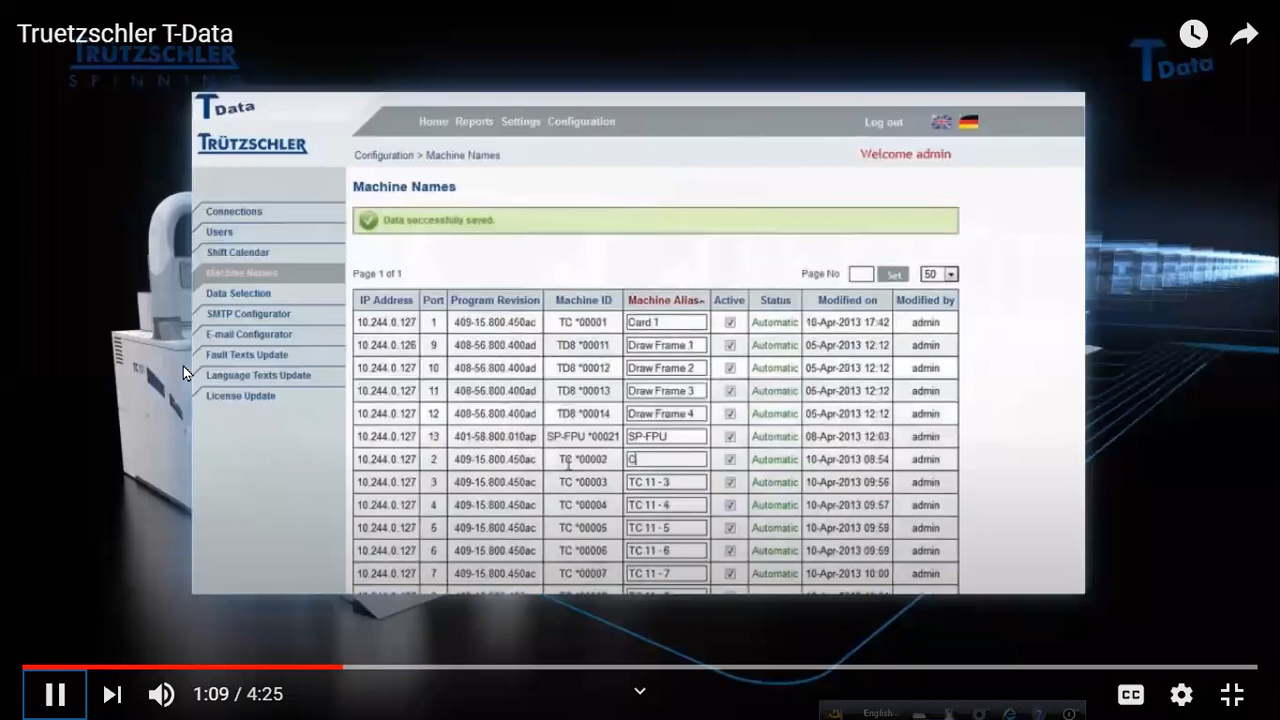 Truetzschler T-Data
TRÜTZSCHLER
SPINNING
T Data
T Data
TRÜTZSCHLER
Home Reports Settings Configuration Log out
Configuration > Machine Names Welcome admin
Machine Names
Data successfully saved.
Connections
Users
Shift Calendar
Machine Names
Data Selection
SMTP Configurator
E-mail Configurator
Fault Texts Update
Language Texts Update
License Update
Page 1 of 1 Page No Set 50
IP Address Port Program Revision Machine ID Machine Alias Active Status Modified on Modified by
10.244.0.127 1 409-15.800.450ac TC *00001 Card 1 Automatic 10-Apr-2013 17:42 admin
10.244.0.126 9 408-56.800.400ad TD8 *00011 Draw Frame 1 Automatic 05-Apr-2013 12:12 admin
10.244.0.127 10 408-56.800.400ad TD8 *00012 Draw Frame 2 Automatic 05-Apr-2013 12:12 admin
10.244.0.127 11 408-56.800.400ad TD8 *00013 Draw Frame 3 Automatic 05-Apr-2013 12:12 admin
10.244.0.127 12 408-56.800.400ad TD8 *00014 Draw Frame 4 Automatic 05-Apr-2013 12:12 admin
10.244.0.127 13 401-58.800.010ap SP-FPU *00021 SP-FPU Automatic 08-Apr-2013 12:03 admin
10.244.0.127 2 409-15.800.450ac TC *00002 C Automatic 10-Apr-2013 08:54 admin
10.244.0.127 3 409-15.800.450ac TC *00003 TC 11 - 3 Automatic 10-Apr-2013 09:56 admin
10.244.0.127 4 409-15.800.450ac TC *00004 TC 11 - 4 Automatic 10-Apr-2013 09:57 admin
10.244.0.127 5 409-15.800.450ac TC *00005 TC 11 - 5 Automatic 10-Apr-2013 09:59 admin
10.244.0.127 6 409-15.800.450ac TC *00006 TC 11 - 6 Automatic 10-Apr-2013 09:59 admin
10.244.0.127 7 409-15.800.450ac TC *00007 TC 11 - 7 Automatic 10-Apr-2013 10:00 admin
1:09 / 4:25 CC
English